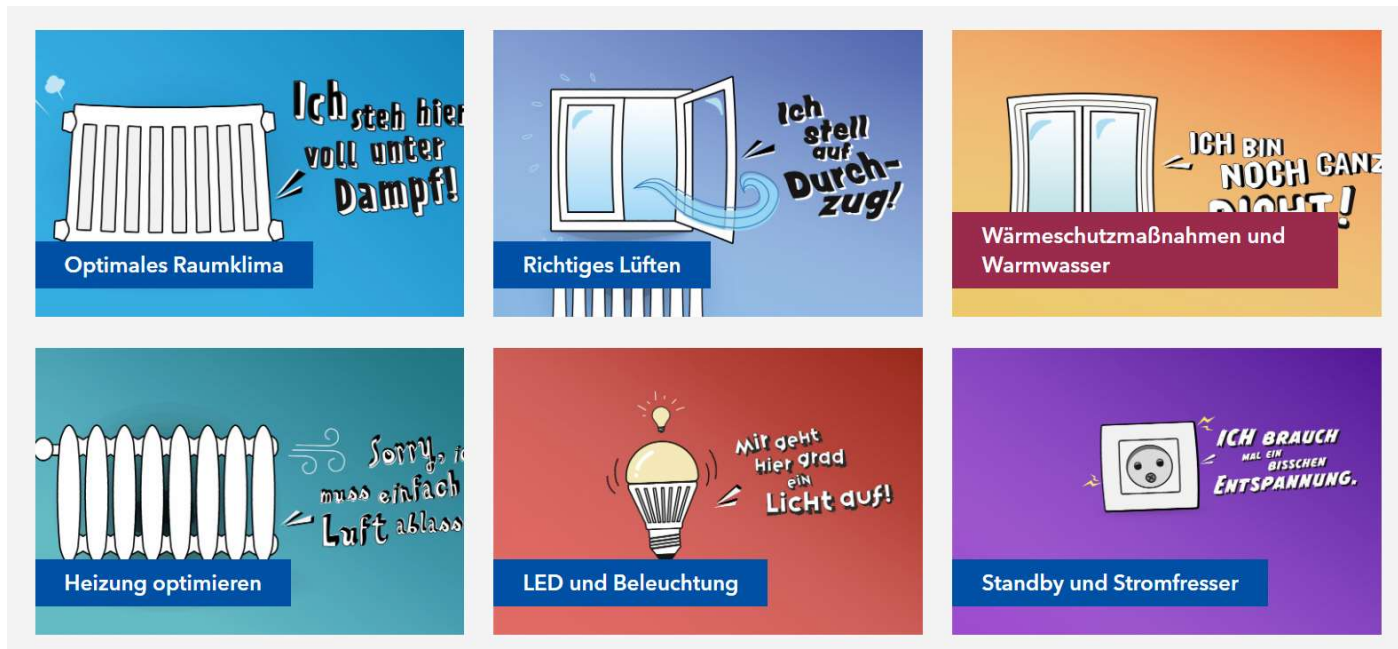 Ich steh hier
voll unter
Dampf!
Optimales Raumklima
Ich
stell
auf
Durch-
zug!
Richtiges Lüften
ICH BIN
NOCH GANZ
DICHT!
Wärmeschutzmaßnahmen und
Warmwasser
Sorry,
muss einfach
Luft
Heizung optimieren
Mir geht
hier grad
ein
Licht auf!
LED und Beleuchtung
ICH BRAUCH
MAL EIN
BISSCHEN
ENTSPANNUNG.
Standby und Stromfresser